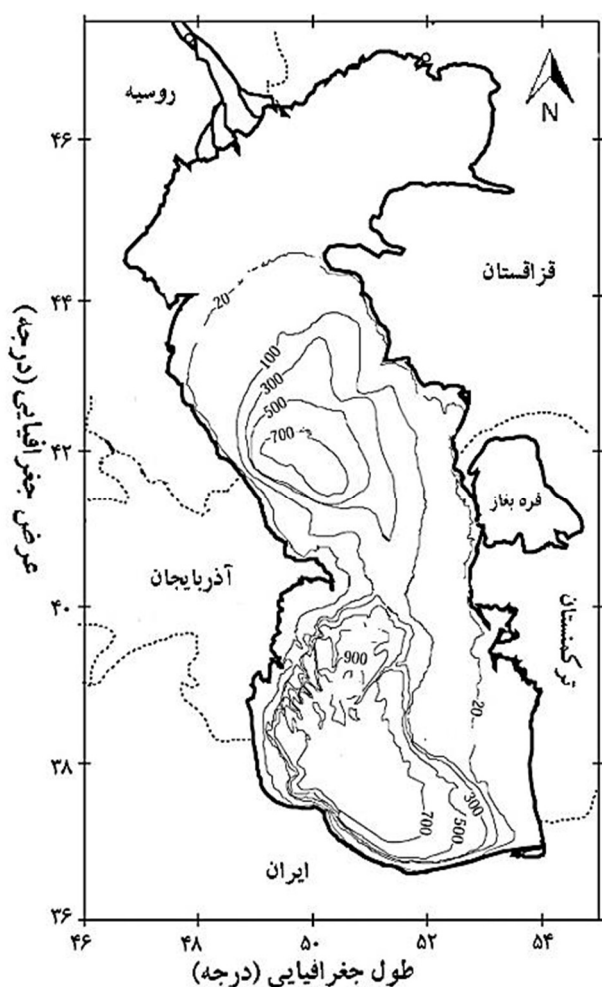 N
روسیه
۴۶
قزاقستان
۴۴
20
100
300
500
700
۴۲
قره بغاز
عرض جغرافیایی (درجه)
آذربایجان
۴۰
ترکمنستان
900
20
۳۸
300
500
700
ایران
۳۶
۴۶
۴۸
۵۰
۵۲
۵۴
طول جغرافیایی (درجه)